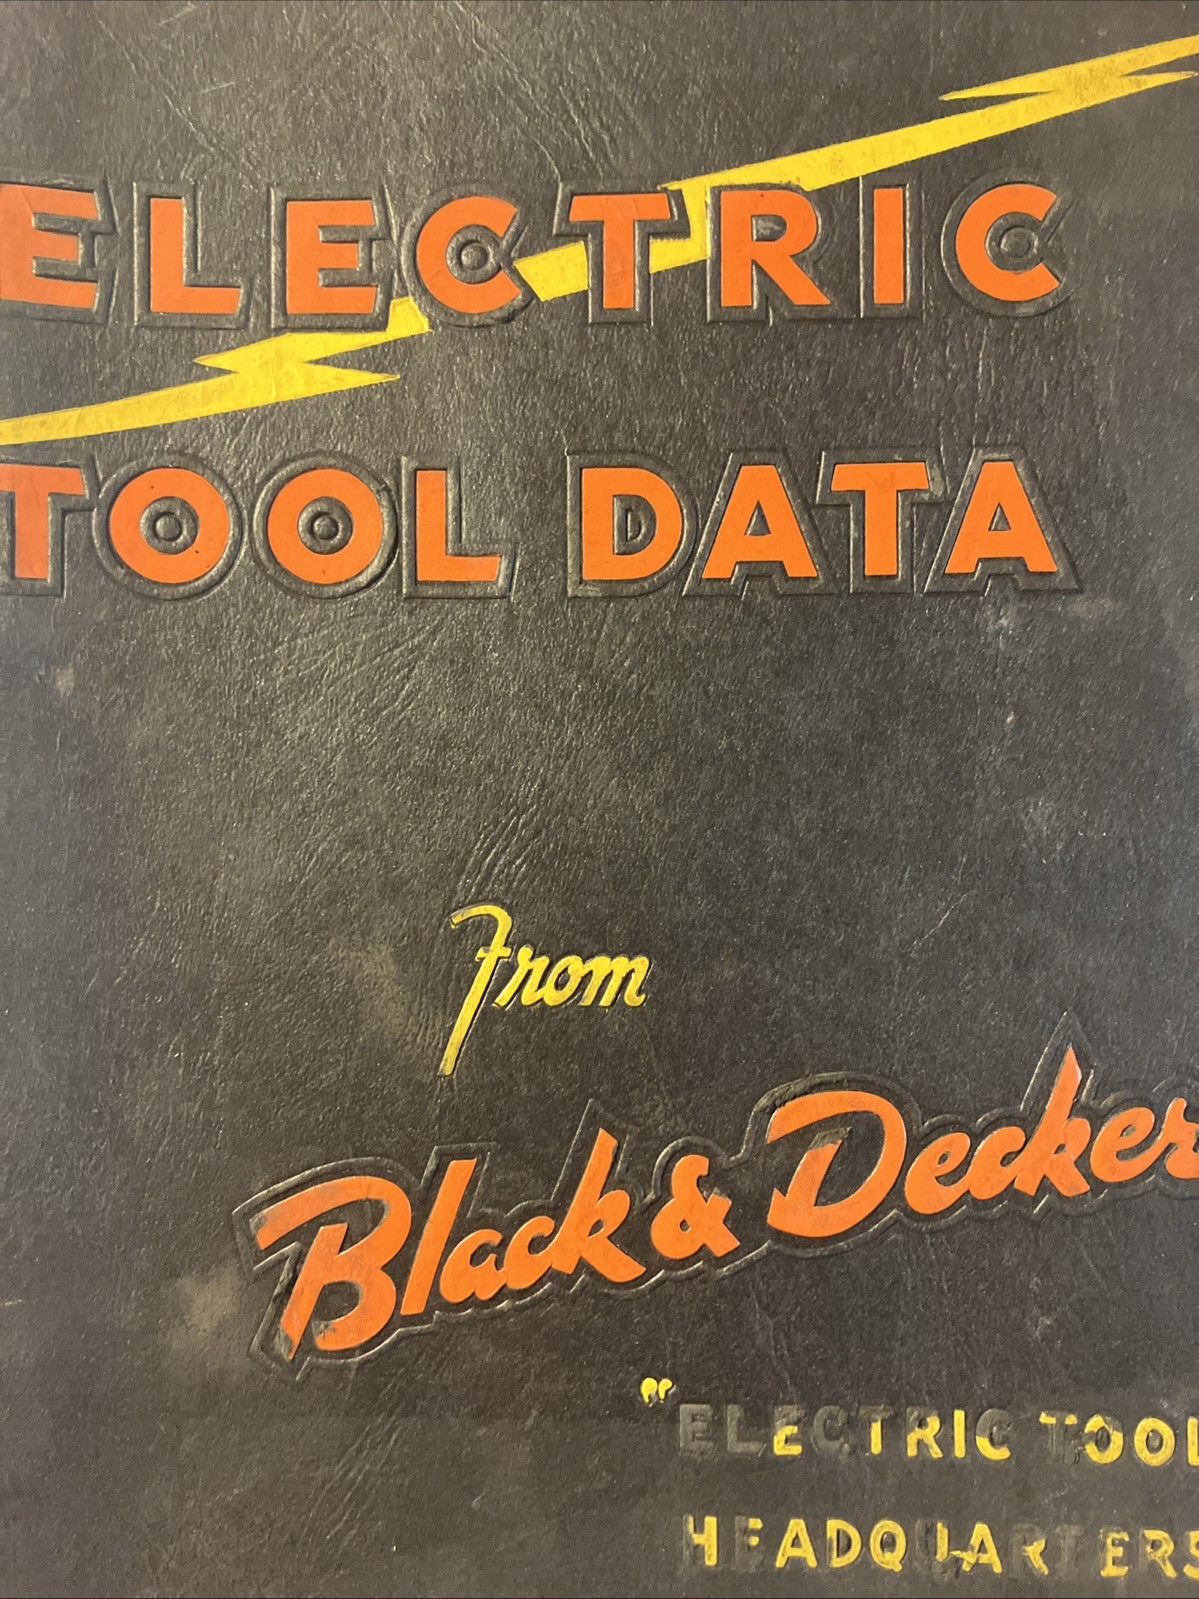 ELECTRIC
TOOL DATA
From
Black & Decker
"ELECTRIC TOOL
HEADQUARTERS